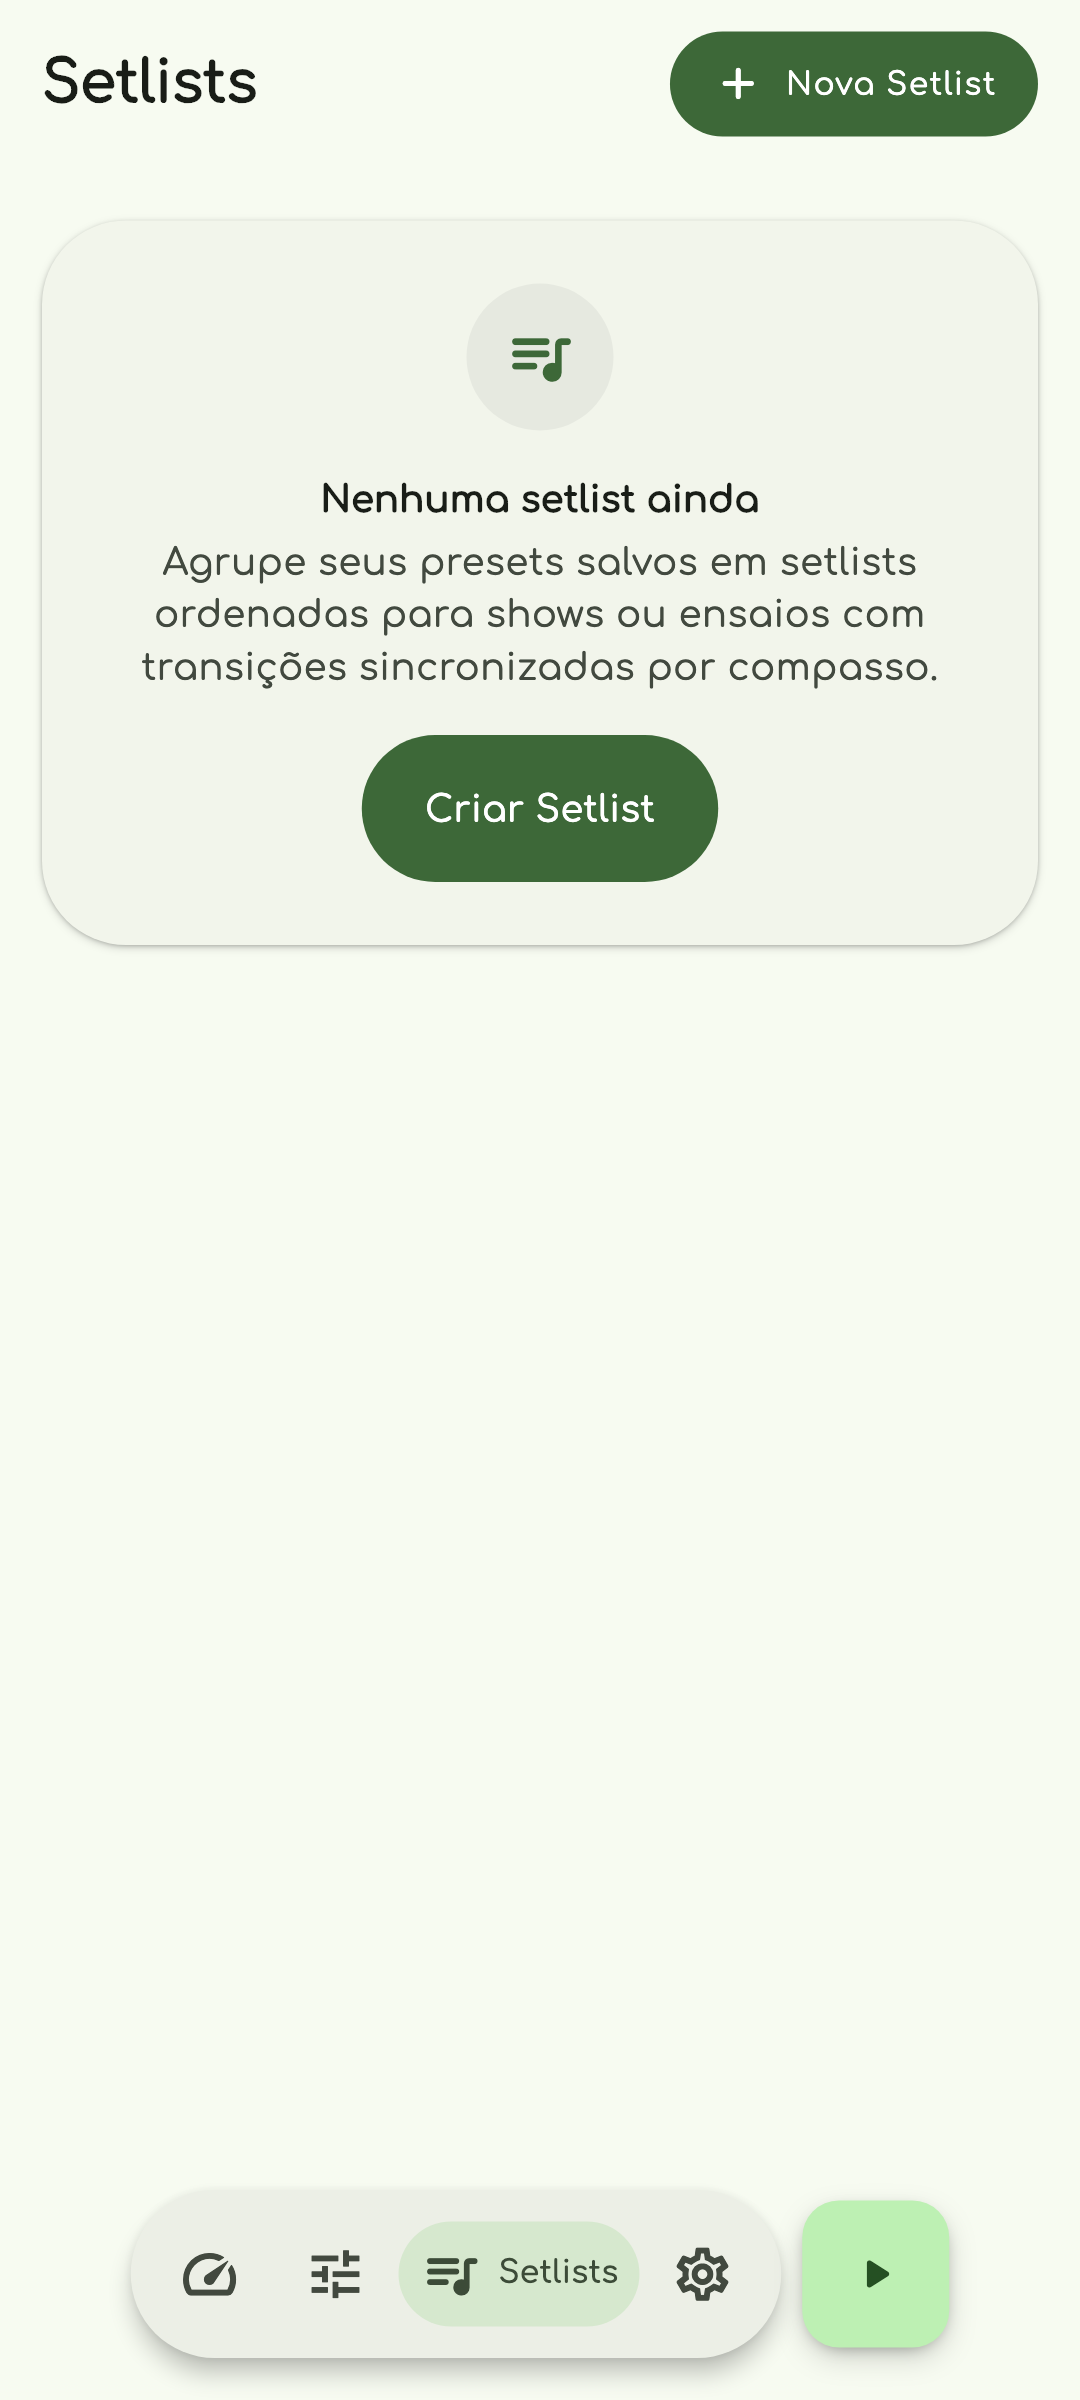 Setlists
Nova Setlist
Nenhuma setlist ainda
Agrupe seus presets salvos em setlists
ordenadas para shows ou ensaios com
transições sincronizadas por compasso.
Criar Setlist
Setlists